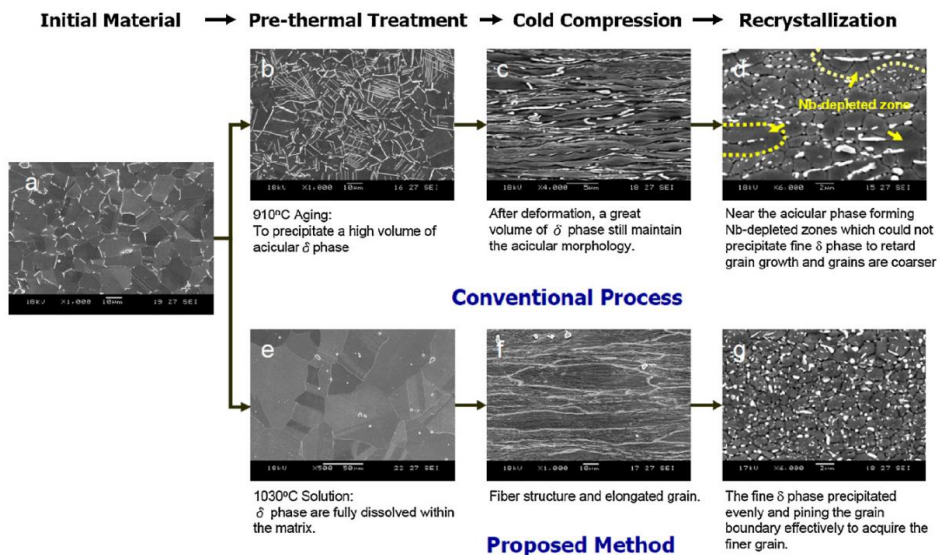 Initial Material → Pre-thermal Treatment → Cold Compression → Recrystallization
a
18kV X1,000 10µm 19 27 SEI
b
18kV X1,000 10µm 16 27 SEI
910°C Aging:
To precipitate a high volume of
acicular δ phase
c
18kV X4,000 5µm 18 27 SEI
After deformation, a great
volume of δ phase still maintain
the acicular morphology.
d
Nb-depleted zone
18kV X6,000 2µm 15 27 SEI
Near the acicular phase forming
Nb-depleted zones which could not
precipitate fine δ phase to retard
grain growth and grains are coarser
Conventional Process
e
18kV X500 50µm 22 27 SEI
1030°C Solution:
δ phase are fully dissolved within
the matrix.
f
18kV X1,000 10µm 17 27 SEI
Fiber structure and elongated grain.
g
17kV X6,000 2µm 18 27 SEI
The fine δ phase precipitated
evenly and pining the grain
boundary effectively to acquire the
finer grain.
Proposed Method